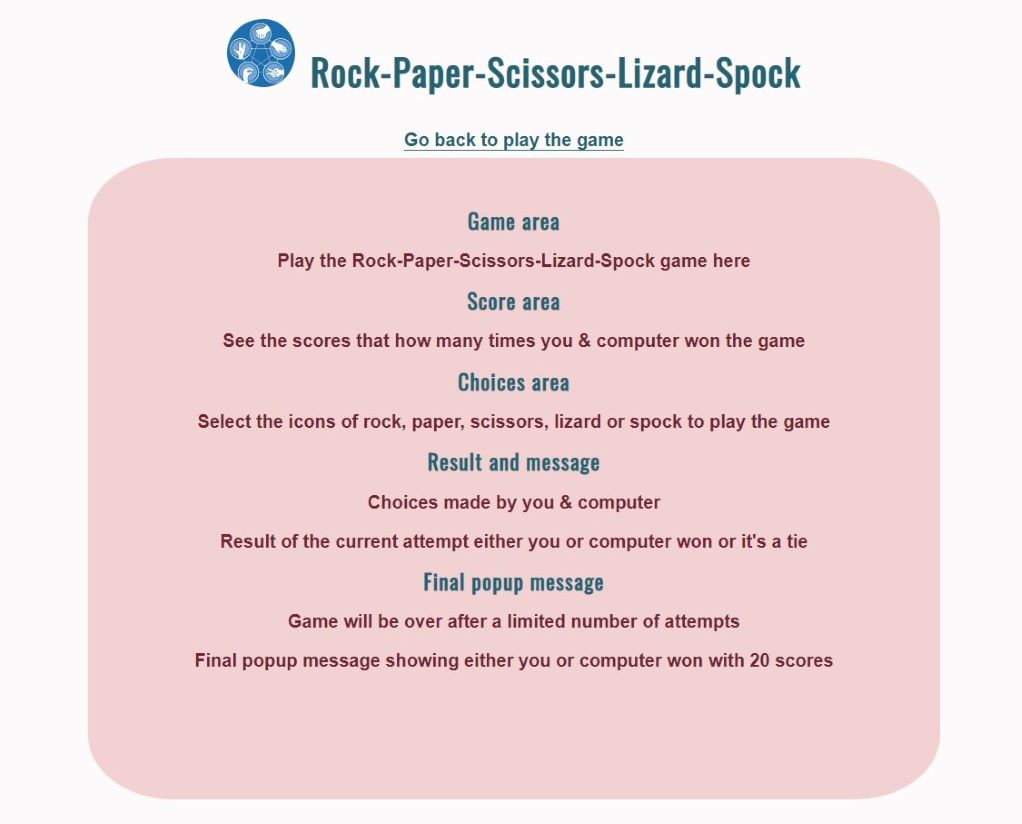 Rock-Paper-Scissors-Lizard-Spock
Go back to play the game
Game area
Play the Rock-Paper-Scissors-Lizard-Spock game here
Score area
See the scores that how many times you & computer won the game
Choices area
Select the icons of rock, paper, scissors, lizard or spock to play the game
Result and message
Choices made by you & computer
Result of the current attempt either you or computer won or it's a tie
Final popup message
Game will be over after a limited number of attempts
Final popup message showing either you or computer won with 20 scores